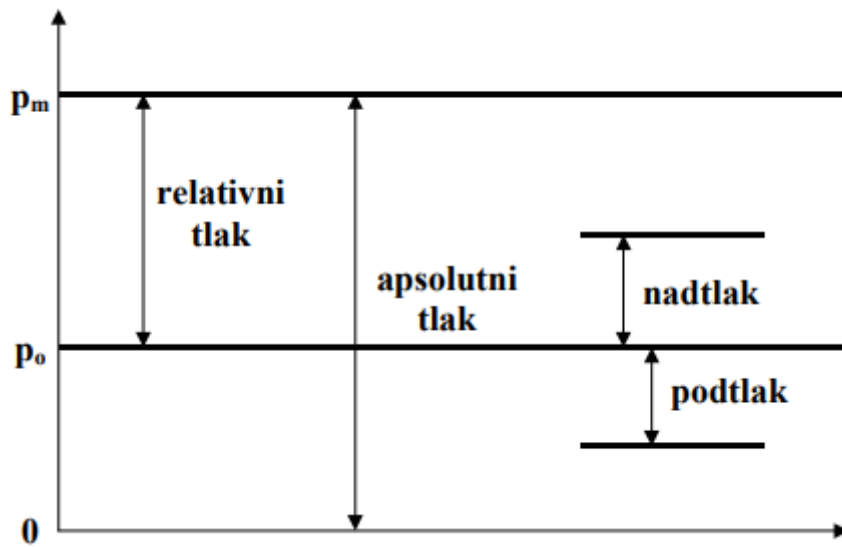 pm
relativni
tlak
apsolutni
tlak
nadtlak
po
podtlak
0